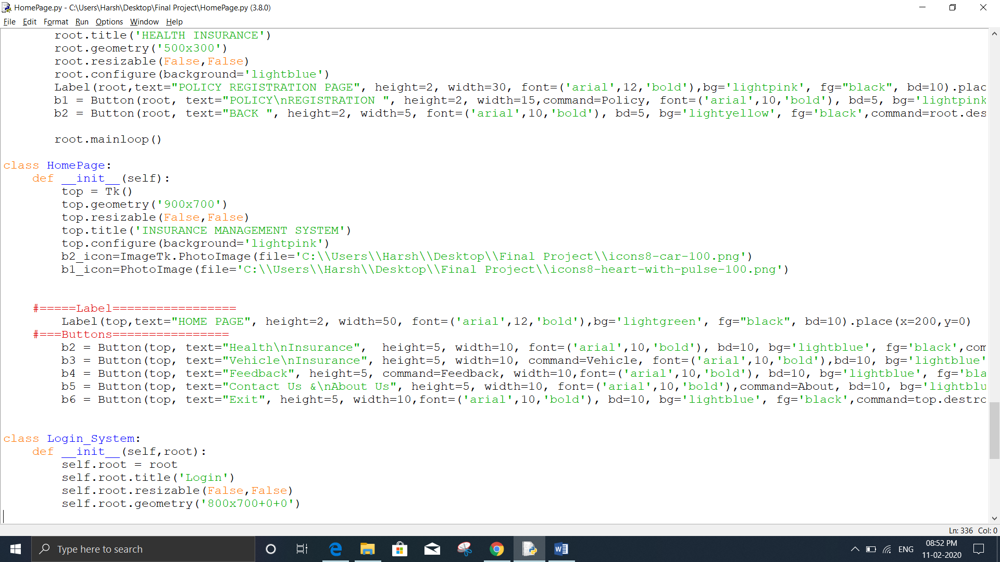 HomePage.py - C:\Users\Harsh\Desktop\Final Project\HomePage.py (3.8.0)
File Edit Format Run Options Window Help
        root.title('HEALTH INSURANCE')
        root.geometry('500x300')
        root.resizable(False,False)
        root.configure(background='lightblue')
        Label(root,text="POLICY REGISTRATION PAGE", height=2, width=30, font=('arial',12,'bold'),bg='lightpink', fg="black", bd=10).plac
        b1 = Button(root, text="POLICY\nREGISTRATION ", height=2, width=15,command=Policy, font=('arial',10,'bold'), bd=5, bg='lightpink
        b2 = Button(root, text="BACK ", height=2, width=5, font=('arial',10,'bold'), bd=5, bg='lightyellow', fg='black',command=root.des
        root.mainloop()
class HomePage:
    def __init__(self):
        top = Tk()
        top.geometry('900x700')
        top.resizable(False,False)
        top.title('INSURANCE MANAGEMENT SYSTEM')
        top.configure(background='lightpink')
        b2_icon=ImageTk.PhotoImage(file='C:\\Users\\Harsh\\Desktop\\Final Project\\icons8-car-100.png')
        b1_icon=PhotoImage(file='C:\\Users\\Harsh\\Desktop\\Final Project\\icons8-heart-with-pulse-100.png')
    #=====Label=================
        Label(top,text="HOME PAGE", height=2, width=50, font=('arial',12,'bold'),bg='lightgreen', fg="black", bd=10).place(x=200,y=0)
    #===Buttons================
        b2 = Button(top, text="Health\nInsurance",  height=5, width=10, font=('arial',10,'bold'), bd=10, bg='lightblue', fg='black',com
        b3 = Button(top, text="Vehicle\nInsurance", height=5, width=10, command=Vehicle, font=('arial',10,'bold'),bd=10, bg='lightblue'
        b4 = Button(top, text="Feedback", height=5, command=Feedback, width=10,font=('arial',10,'bold'), bd=10, bg='lightblue', fg='bla
        b5 = Button(top, text="Contact Us &\nAbout Us", height=5, width=10, font=('arial',10,'bold'),command=About, bd=10, bg='lightblu
        b6 = Button(top, text="Exit", height=5, width=10,font=('arial',10,'bold'), bd=10, bg='lightblue', fg='black',command=top.destro
class Login_System:
    def __init__(self,root):
        self.root = root
        self.root.title('Login')
        self.root.resizable(False,False)
        self.root.geometry('800x700+0+0')
Ln: 336 Col: 0
Type here to search
ENG
08:52 PM
11-02-2020